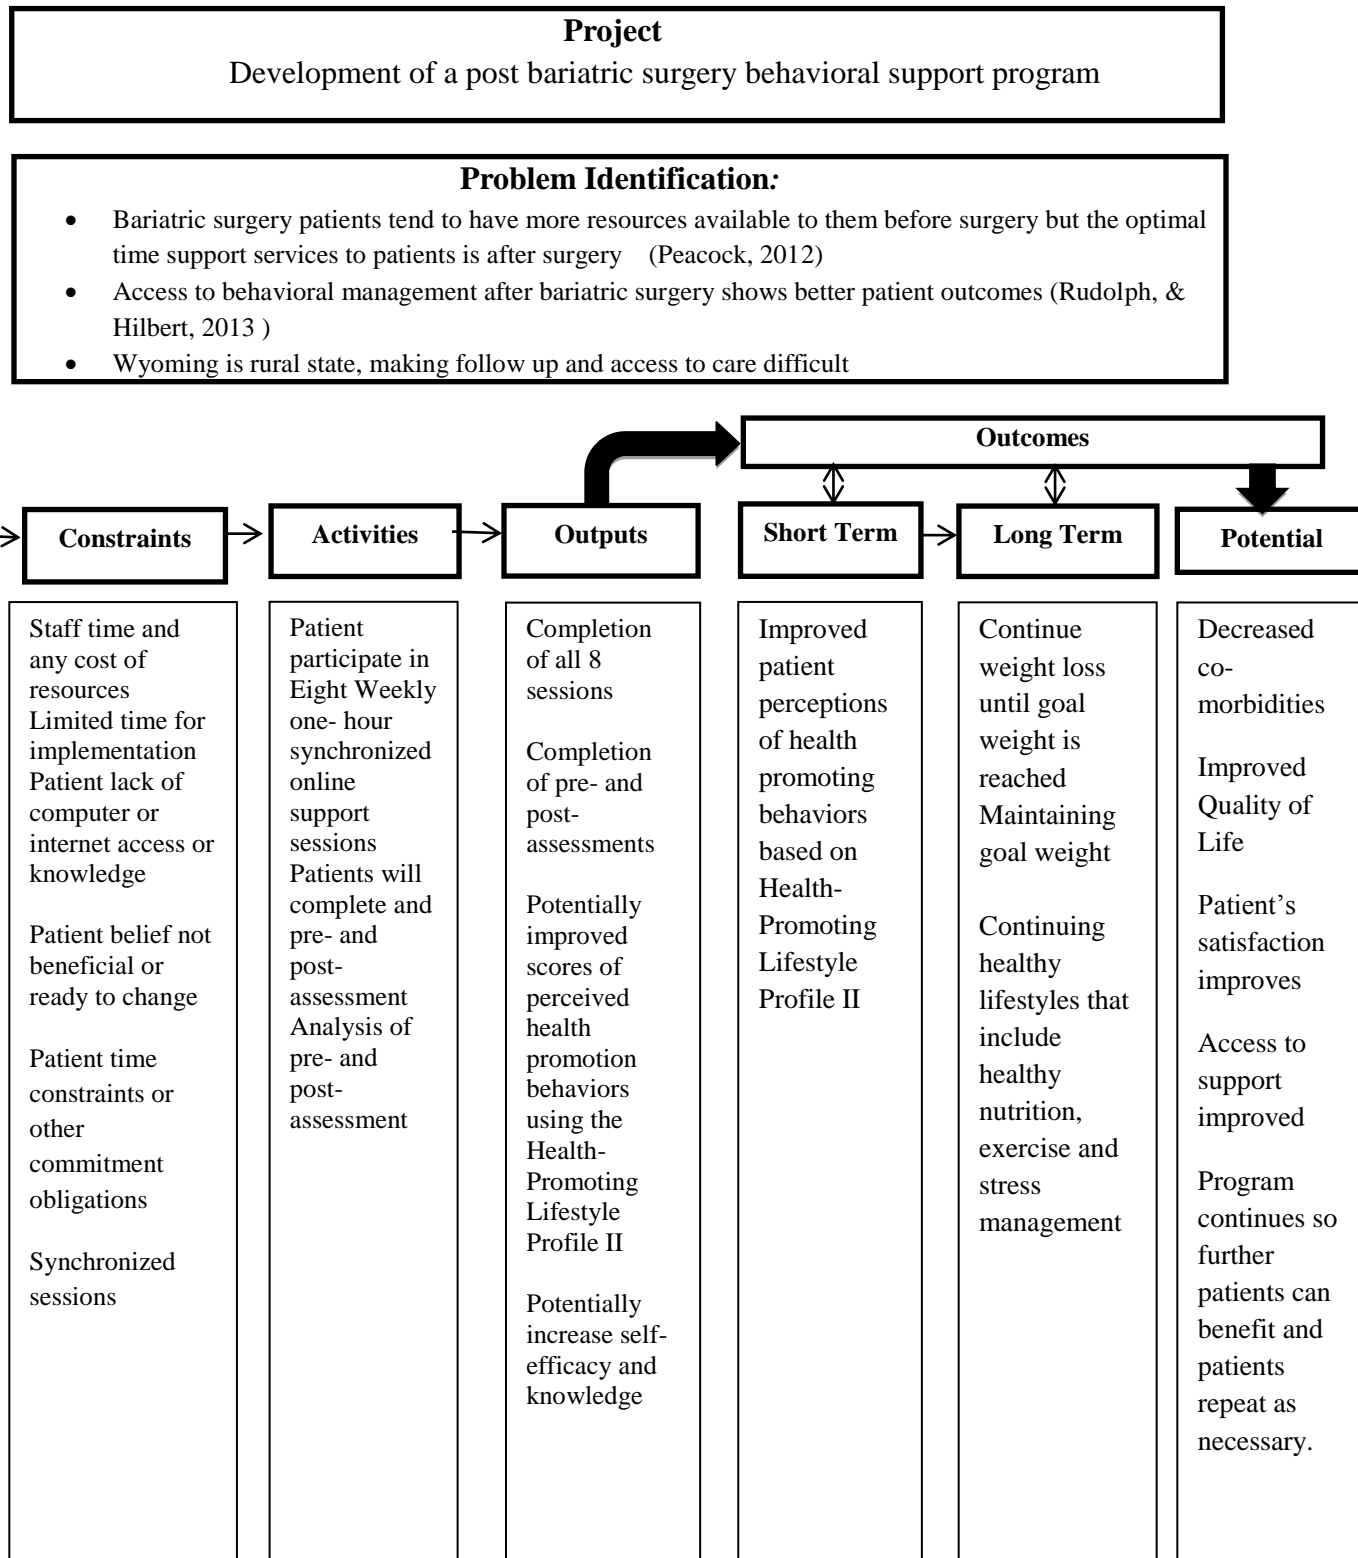 Project
Development of a post bariatric surgery behavioral support program
Problem Identification:
• Bariatric surgery patients tend to have more resources available to them before surgery but the optimal
time support services to patients is after surgery (Peacock, 2012)
• Access to behavioral management after bariatric surgery shows better patient outcomes (Rudolph, &
Hilbert, 2013 )
• Wyoming is rural state, making follow up and access to care difficult
Outcomes
Constraints
Activities
Outputs
Short Term
Long Term
Potential
Staff time and
any cost of
resources
Limited time for
implementation
Patient lack of
computer or
internet access or
knowledge
Patient belief not
beneficial or
ready to change
Patient time
constraints or
other
commitment
obligations
Synchronized
sessions
Patient
participate in
Eight Weekly
one- hour
synchronized
online
support
sessions
Patients will
complete and
pre- and
post-
assessment
Analysis of
pre- and
post-
assessment
Completion
of all 8
sessions
Completion
of pre- and
post-
assessments
Potentially
improved
scores of
perceived
health
promotion
behaviors
using the
Health-
Promoting
Lifestyle
Profile II
Potentially
increase self-
efficacy and
knowledge
Improved
patient
perceptions
of health
promoting
behaviors
based on
Health-
Promoting
Lifestyle
Profile II
Continue
weight loss
until goal
weight is
reached
Maintaining
goal weight
Continuing
healthy
lifestyles that
include
healthy
nutrition,
exercise and
stress
management
Decreased
co-
morbidities
Improved
Quality of
Life
Patient’s
satisfaction
improves
Access to
support
improved
Program
continues so
further
patients can
benefit and
patients
repeat as
necessary.